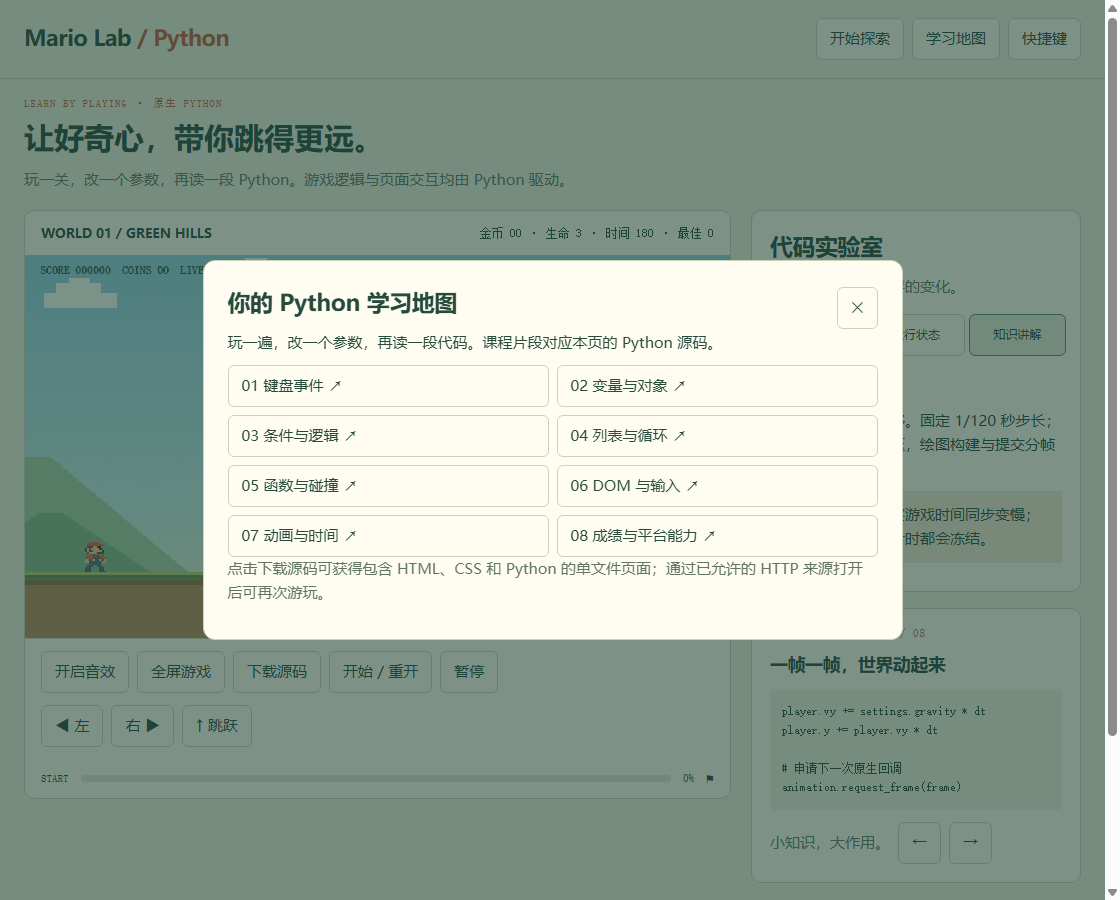 Mario Lab / Python
开始探索
学习地图
快捷键
LEARN BY PLAYING · 原生 PYTHON
让好奇心，带你跳得更远。
玩一关，改一个参数，再读一段 Python。游戏逻辑与页面交互均由 Python 驱动。
WORLD 01 / GREEN HILLS
金币 00 · 生命 3 · 时间 180 · 最佳 0
SCORE 000000 COINS 00 LIVE
代码实验室
的变化。
行状态
知识讲解
你的 Python 学习地图
×
玩一遍，改一个参数，再读一段代码。课程片段对应本页的 Python 源码。
01 键盘事件 ↗
02 变量与对象 ↗
03 条件与逻辑 ↗
04 列表与循环 ↗
05 函数与碰撞 ↗
06 DOM 与输入 ↗
07 动画与时间 ↗
08 成绩与平台能力 ↗
点击下载源码可获得包含 HTML、CSS 和 Python 的单文件页面；通过已允许的 HTTP 来源打开
后可再次游玩。
。固定 1/120 秒步长；
，绘图构建与提交分帧
游戏时间同步变慢；
时都会冻结。
开启音效
全屏游戏
下载源码
开始 / 重开
暂停
◀ 左
右 ▶
↑ 跳跃
START
0% ⚑
/ 08
一帧一帧，世界动起来
player.vy += settings.gravity * dt
player.y += player.vy * dt
# 申请下一次原生回调
animation.request_frame(frame)
小知识，大作用。
←
→